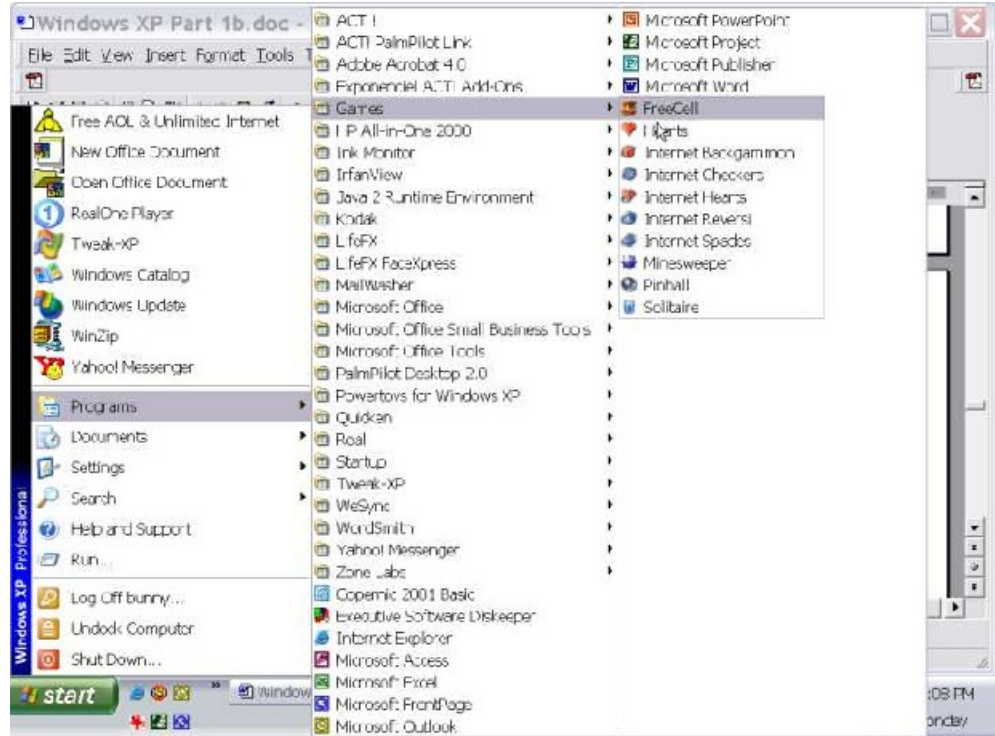 Windows XP Part 1b.doc -
File Edit View Insert Format Tools T
Free AOL & Unlimited Internet
New Office Document
Open Office Document
RealOne Player
Tweak-XP
Windows Catalog
Windows Update
WinZip
Yahoo! Messenger
Programs
Documents
Settings
Search
Help and Support
Run...
Log Off bunny...
Undock Computer
Shut Down...
Windows XP Professional
ACT!
ACT! PalmPilot Link
Adobe Acrobat 4.0
Exponenciel ACT! Add-Ons
Games
HP All-in-One 2000
Ink Monitor
IrfanView
Java 2 Runtime Environment
Kodak
LifeFX
LifeFX FaceXpress
MailWasher
Microsoft Office
Microsoft Office Small Business Tools
Microsoft Office Tools
PalmPilot Desktop 2.0
Powertoys for Windows XP
Quicken
Real
Startup
Tweak-XP
WeSync
WordSmith
Yahoo! Messenger
Zone Labs
Copernic 2001 Basic
Executive Software Diskeeper
Internet Explorer
Microsoft Access
Microsoft Excel
Microsoft FrontPage
Microsoft Outlook
Microsoft PowerPoint
Microsoft Project
Microsoft Publisher
Microsoft Word
FreeCell
Hearts
Internet Backgammon
Internet Checkers
Internet Hearts
Internet Reversi
Internet Spades
Minesweeper
Pinball
Solitaire
start
Window
:08 PM
onday